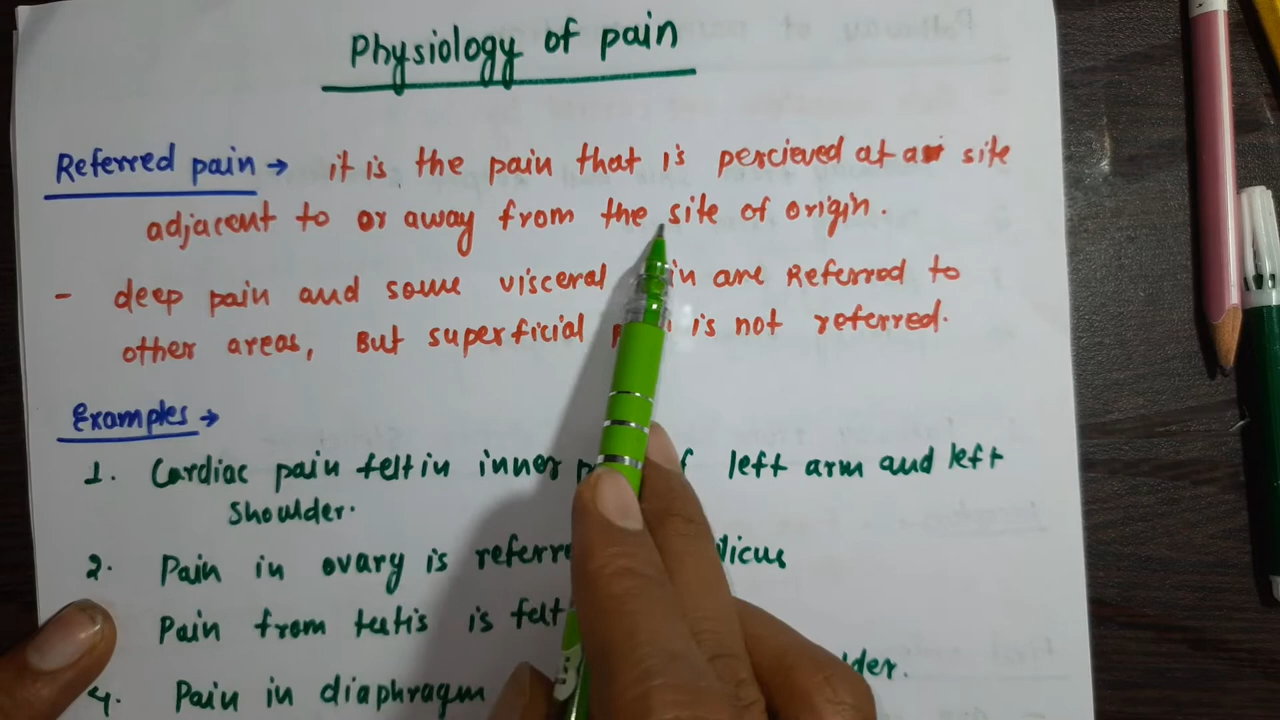 Physiology of pain
Referred pain → it is the pain that is percieved at a site
adjacent to or away from the site of origin.
- deep pain and some visceral are Referred to
other areas, But superficial is not referred.
Examples →
1. Cardiac pain felt in inner left arm and left
Shoulder.
2. Pain in ovary is
Pain from testis is felt
4. Pain in diaphragm